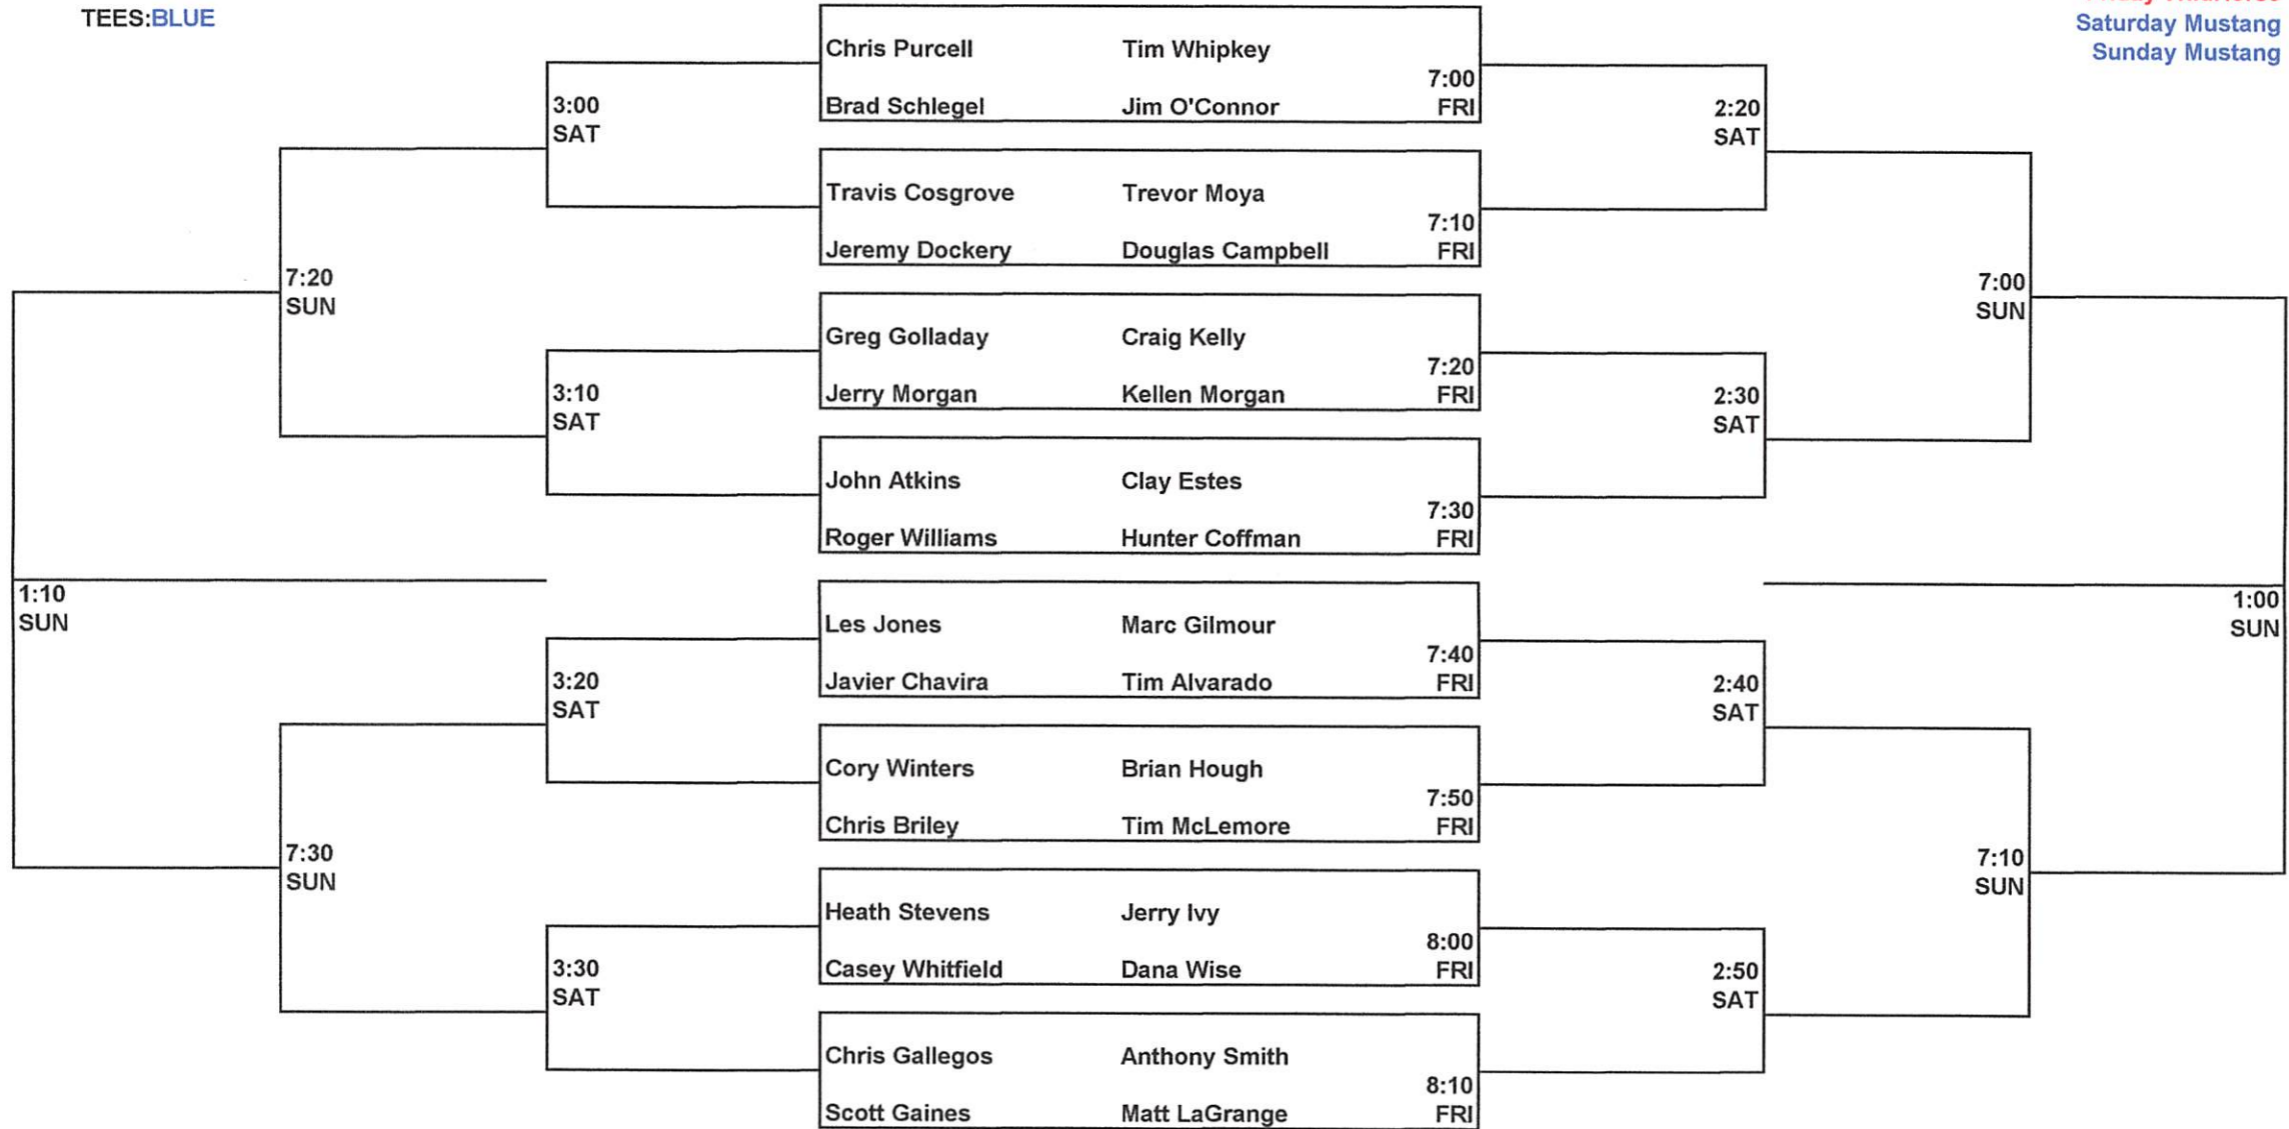 TEES:BLUE
Friday
Saturday Mustang
Sunday Mustang
Chris Purcell Tim Whipkey
7:00
Brad Schlegel Jim O'Connor FRI
3:00
SAT
2:20
SAT
Travis Cosgrove Trevor Moya
7:10
Jeremy Dockery Douglas Campbell FRI
7:20
SUN
7:00
SUN
Greg Golladay Craig Kelly
7:20
Jerry Morgan Kellen Morgan FRI
3:10
SAT
2:30
SAT
John Atkins Clay Estes
7:30
Roger Williams Hunter Coffman FRI
1:10
SUN
1:00
SUN
Les Jones Marc Gilmour
7:40
Javier Chavira Tim Alvarado FRI
3:20
SAT
2:40
SAT
Cory Winters Brian Hough
7:50
Chris Briley Tim McLemore FRI
7:30
SUN
7:10
SUN
Heath Stevens Jerry Ivy
8:00
Casey Whitfield Dana Wise FRI
3:30
SAT
2:50
SAT
Chris Gallegos Anthony Smith
8:10
Scott Gaines Matt LaGrange FRI